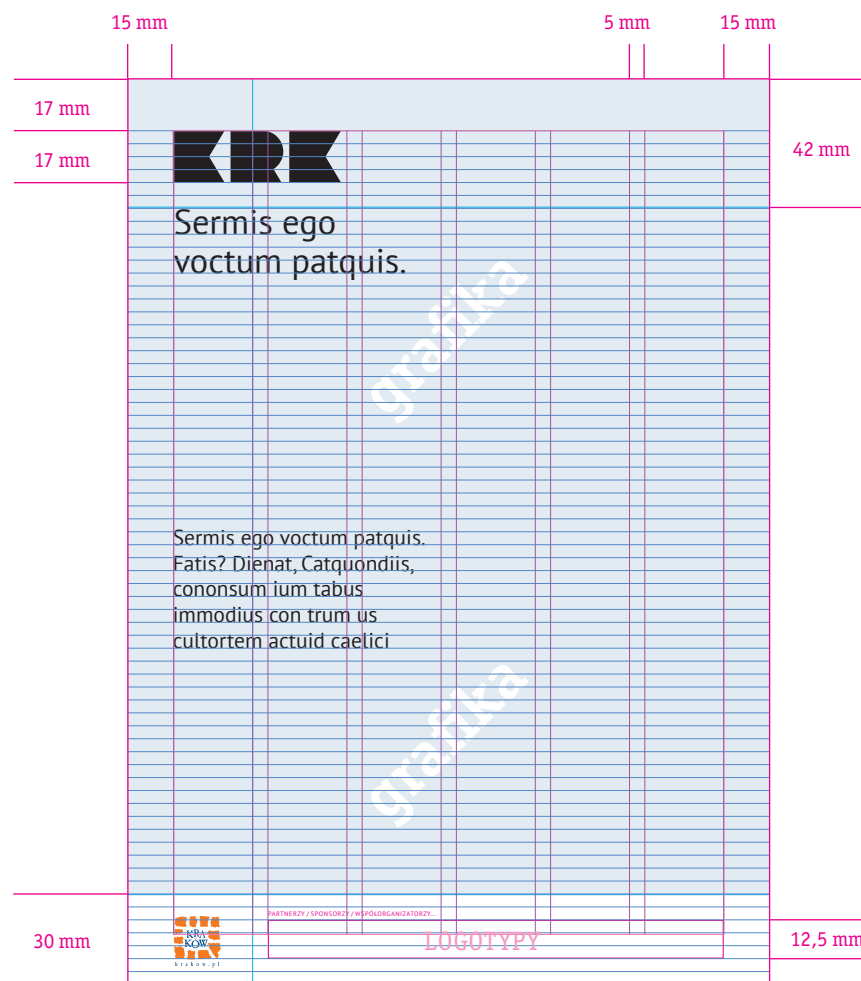 15 mm
5 mm
15 mm
17 mm
17 mm
42 mm
KRK
Sermis ego
voctum patquis.
grafika
Sermis ego voctum patquis.
Fatis? Dienat, Catquondiis,
cononsum ium tabus
immodius con trum us
cultortem actuid caelici
grafika
PARTNERZY / SPONSORZY / WSPÓŁORGANIZATORZY...
30 mm
KRA
KÓW
krakow.pl
LOGOTYPY
12,5 mm